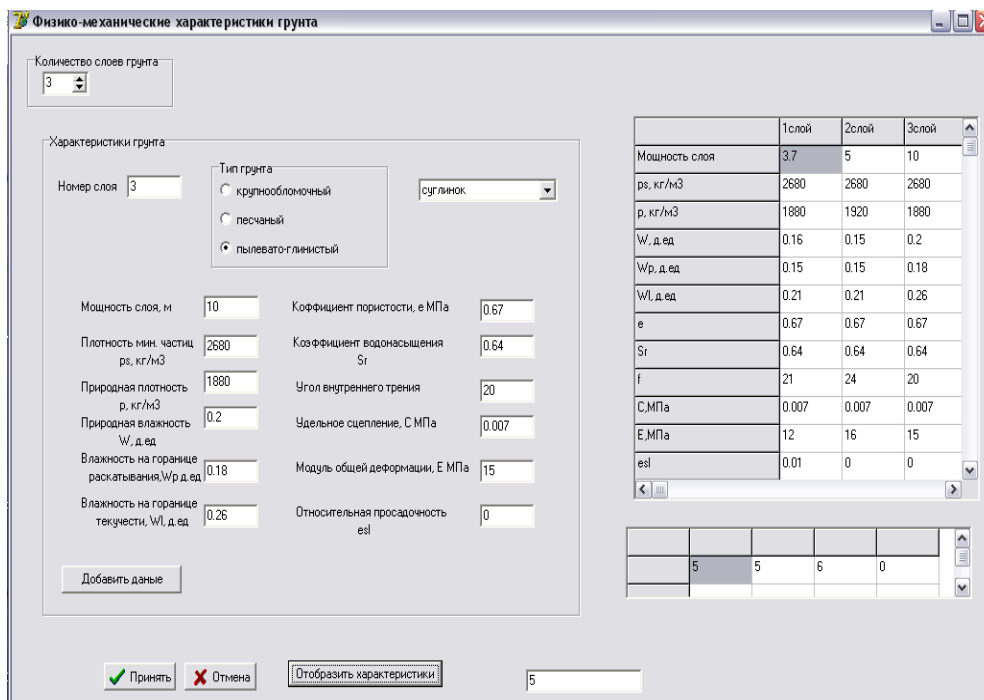 Физико-механические характеристики грунта
Количество слоев грунта
3
Характеристики грунта
Номер слоя 3
Тип грунта
крупнообломочный
песчаный
пылевато-глинистый
суглинок
Мощность слоя, м 10
Плотность мин. частиц ps, кг/м3 2680
Природная плотность p, кг/м3 1880
Природная влажность W, д.ед 0.2
Влажность на горанице раскатывания,Wp д.ед 0.18
Влажность на горанице текучести, Wl, д.ед 0.26
Коффициент пористости, е МПа 0.67
Коэффициент водонасыщения Sr 0.64
Угол внутреннего трения 20
Удельное сцепление, С МПа 0.007
Модуль общей деформации, Е МПа 15
Относительная просадочность esl 0
Добавить даные
1слой 2слой 3слой
Мощность слоя 3.7 5 10
ps, кг/м3 2680 2680 2680
p, кг/м3 1880 1920 1880
W, д.ед 0.16 0.15 0.2
Wp, д.ед 0.15 0.15 0.18
Wl, д.ед 0.21 0.21 0.26
e 0.67 0.67 0.67
Sr 0.64 0.64 0.64
f 21 24 20
C,МПа 0.007 0.007 0.007
E,МПа 12 16 15
esl 0.01 0 0
5 5 6 0
Принять
Отмена
Отобразить характеристики
5